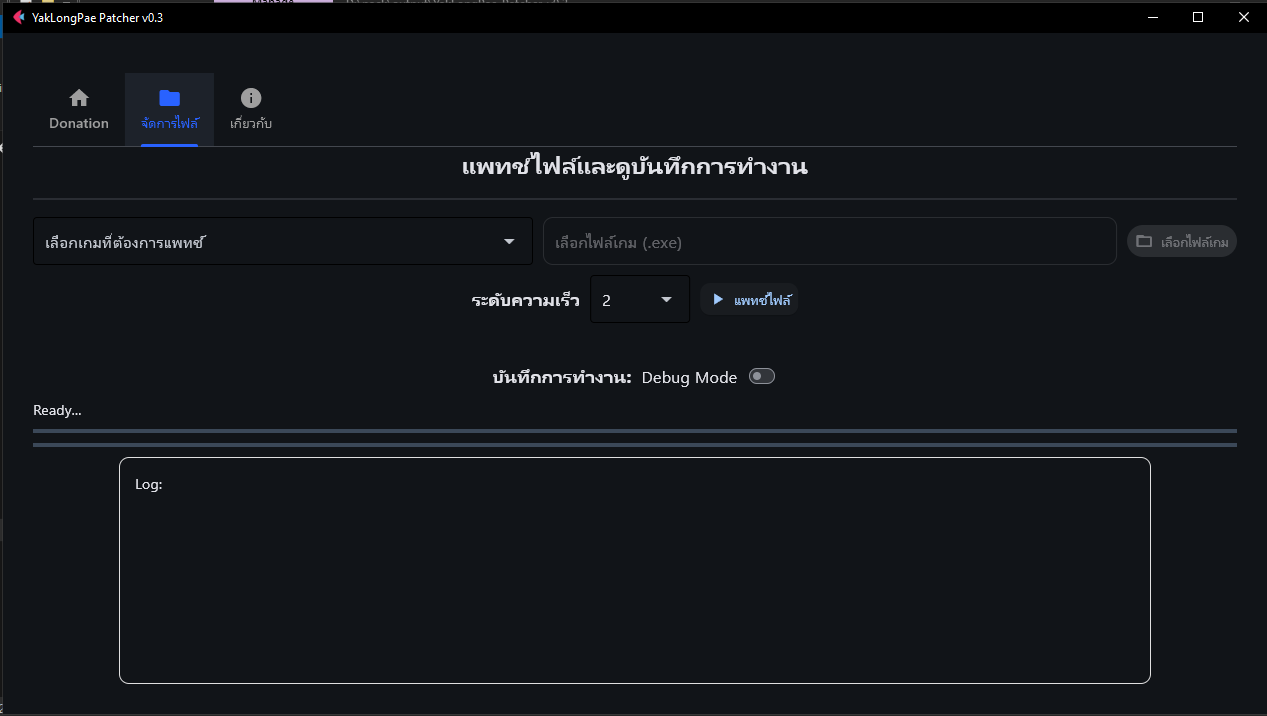 YakLongPae Patcher v0.3
Donation
จัดการไฟล์
เกี่ยวกับ
แพทช์ไฟล์และดูบันทึกการทำงาน
เลือกเกมที่ต้องการแพทช์
เลือกไฟล์เกม (.exe)
เลือกไฟล์เกม
ระดับความเร็ว
2
แพทช์ไฟล์
บันทึกการทำงาน: Debug Mode
Ready...
Log: